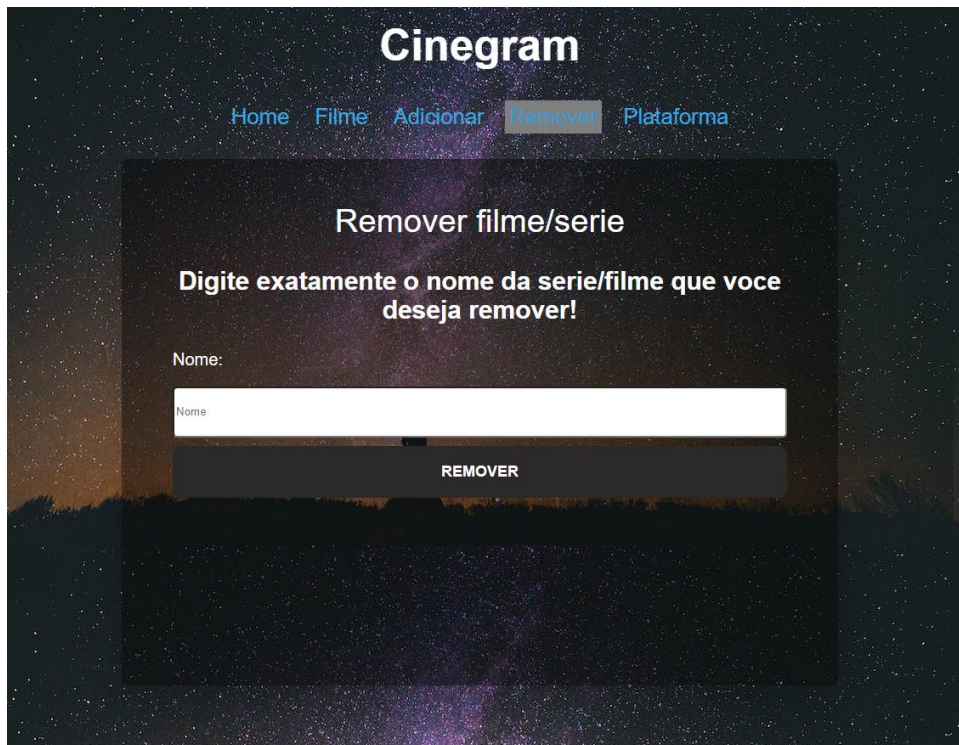 Cinegram
Home Filme Adicionar Remover Plataforma
Remover filme/serie
Digite exatamente o nome da serie/filme que voce
deseja remover!
Nome:
Nome
REMOVER